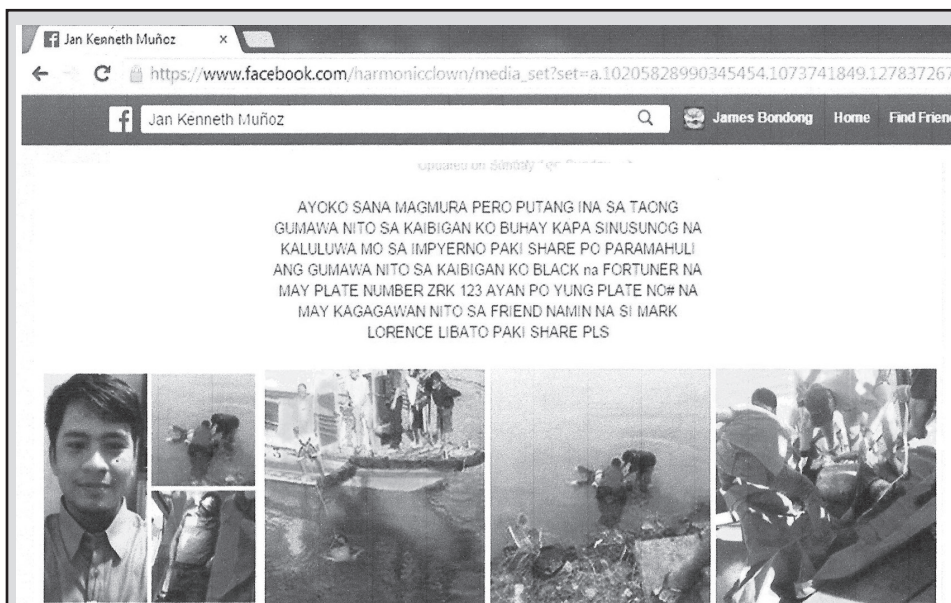 Jan Kenneth Muñoz ×
https://www.facebook.com/harmonicclown/media_set?set=a.10205828990345454.1073741849.127837267
Jan Kenneth Muñoz James Bondong Home Find Frien
Updated on Sunday
AYOKO SANA MAGMURA PERO PUTANG INA SA TAONG
GUMAWA NITO SA KAIBIGAN KO BUHAY KAPA SINUSUNOG NA
KALULUWA MO SA IMPYERNO PAKI SHARE PO PARAMAHULI
ANG GUMAWA NITO SA KAIBIGAN KO BLACK na FORTUNER NA
MAY PLATE NUMBER ZRK 123 AYAN PO YUNG PLATE NO# NA
MAY KAGAGAWAN NITO SA FRIEND NAMIN NA SI MARK
LORENCE LIBATO PAKI SHARE PLS